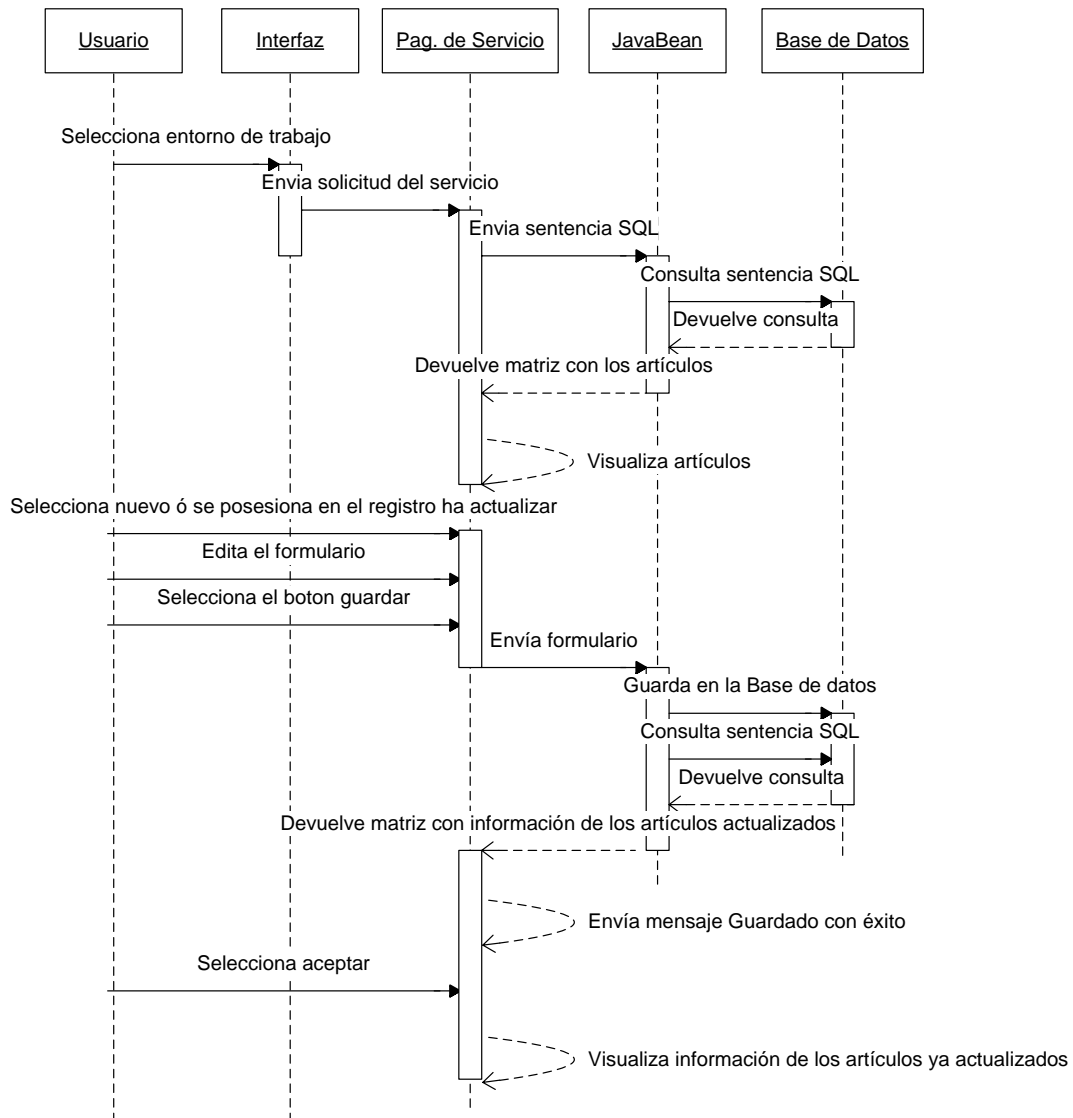 Usuario
Interfaz
Pag. de Servicio
JavaBean
Base de Datos
Selecciona entorno de trabajo
Envia solicitud del servicio
Envia sentencia SQL
Consulta sentencia SQL
Devuelve consulta
Devuelve matriz con los artículos
Visualiza artículos
Selecciona nuevo ó se posesiona en el registro ha actualizar
Edita el formulario
Selecciona el boton guardar
Envía formulario
Guarda en la Base de datos
Consulta sentencia SQL
Devuelve consulta
Devuelve matriz con información de los artículos actualizados
Envía mensaje Guardado con éxito
Selecciona aceptar
Visualiza información de los artículos ya actualizados